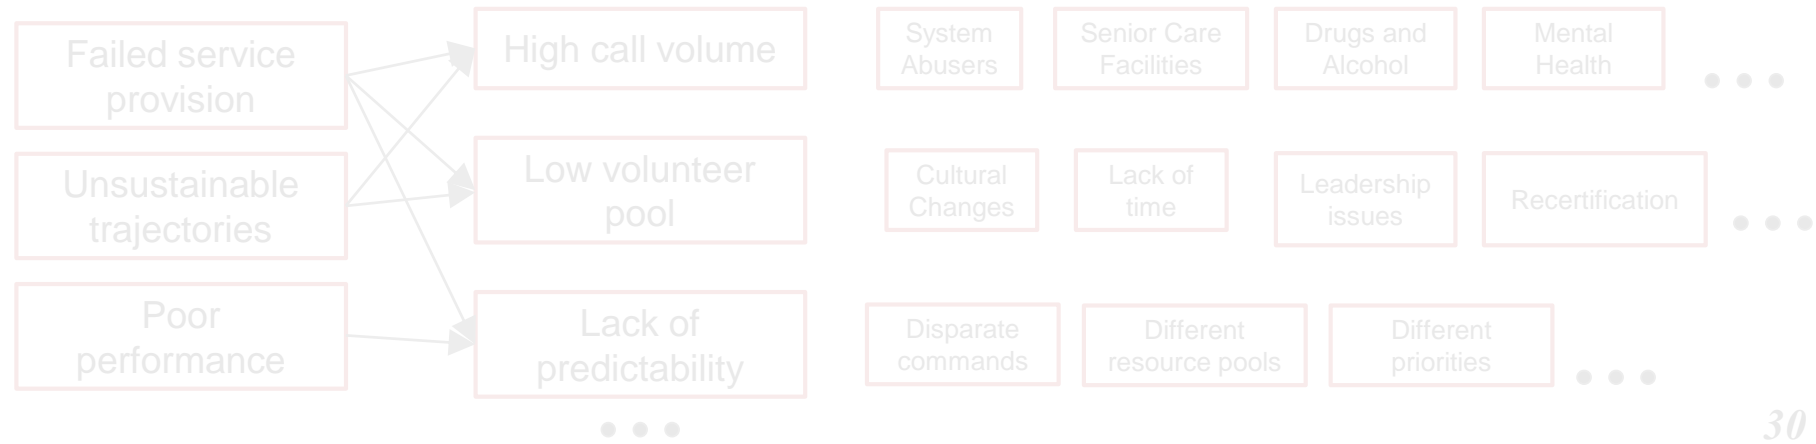 Failed service
provision
High call volume
System
Abusers
Senior Care
Facilities
Drugs and
Alcohol
Mental
Health
Unsustainable
trajectories
Low volunteer
pool
Cultural
Changes
Lack of
time
Leadership
issues
Recertification
Poor
performance
Lack of
predictability
Disparate
commands
Different
resource pools
Different
priorities
30